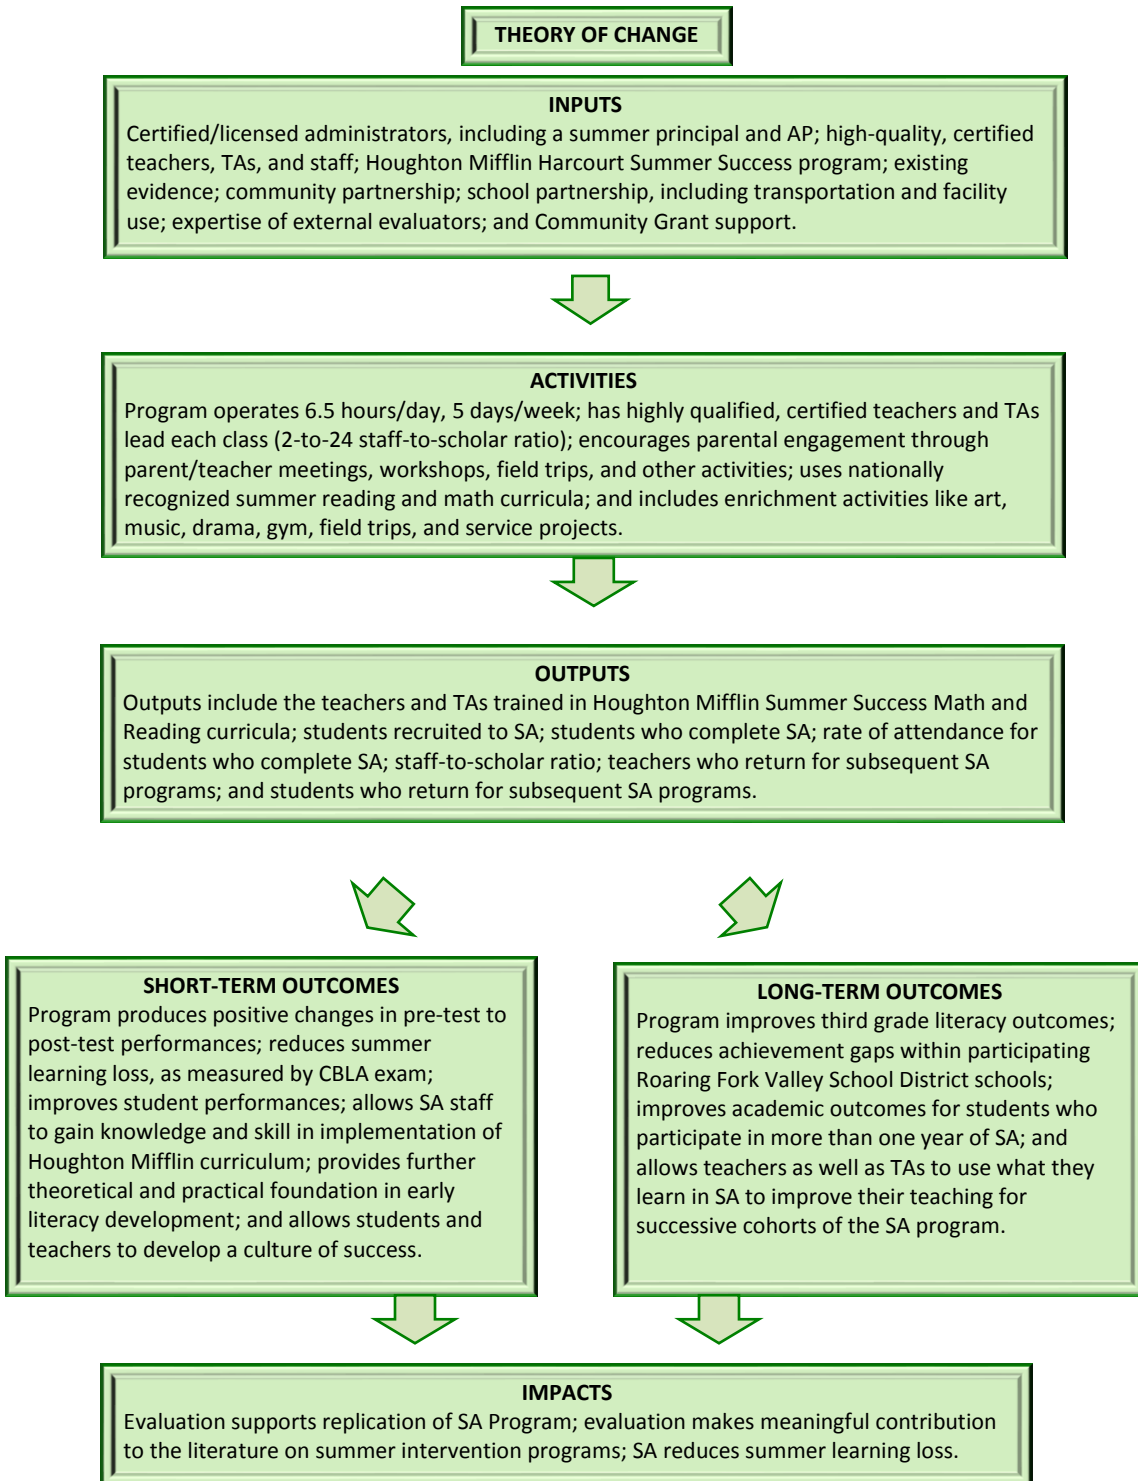 THEORY OF CHANGE
INPUTS
Certified/licensed administrators, including a summer principal and AP; high-quality, certified
teachers, TAs, and staff; Houghton Mifflin Harcourt Summer Success program; existing
evidence; community partnership; school partnership, including transportation and facility
use; expertise of external evaluators; and Community Grant support.
ACTIVITIES
Program operates 6.5 hours/day, 5 days/week; has highly qualified, certified teachers and TAs
lead each class (2-to-24 staff-to-scholar ratio); encourages parental engagement through
parent/teacher meetings, workshops, field trips, and other activities; uses nationally
recognized summer reading and math curricula; and includes enrichment activities like art,
music, drama, gym, field trips, and service projects.
OUTPUTS
Outputs include the teachers and TAs trained in Houghton Mifflin Summer Success Math and
Reading curricula; students recruited to SA; students who complete SA; rate of attendance for
students who complete SA; staff-to-scholar ratio; teachers who return for subsequent SA
programs; and students who return for subsequent SA programs.
SHORT-TERM OUTCOMES
Program produces positive changes in pre-test to
post-test performances; reduces summer
learning loss, as measured by CBLA exam;
improves student performances; allows SA staff
to gain knowledge and skill in implementation of
Houghton Mifflin curriculum; provides further
theoretical and practical foundation in early
literacy development; and allows students and
teachers to develop a culture of success.
LONG-TERM OUTCOMES
Program improves third grade literacy outcomes;
reduces achievement gaps within participating
Roaring Fork Valley School District schools;
improves academic outcomes for students who
participate in more than one year of SA; and
allows teachers as well as TAs to use what they
learn in SA to improve their teaching for
successive cohorts of the SA program.
IMPACTS
Evaluation supports replication of SA Program; evaluation makes meaningful contribution
to the literature on summer intervention programs; SA reduces summer learning loss.